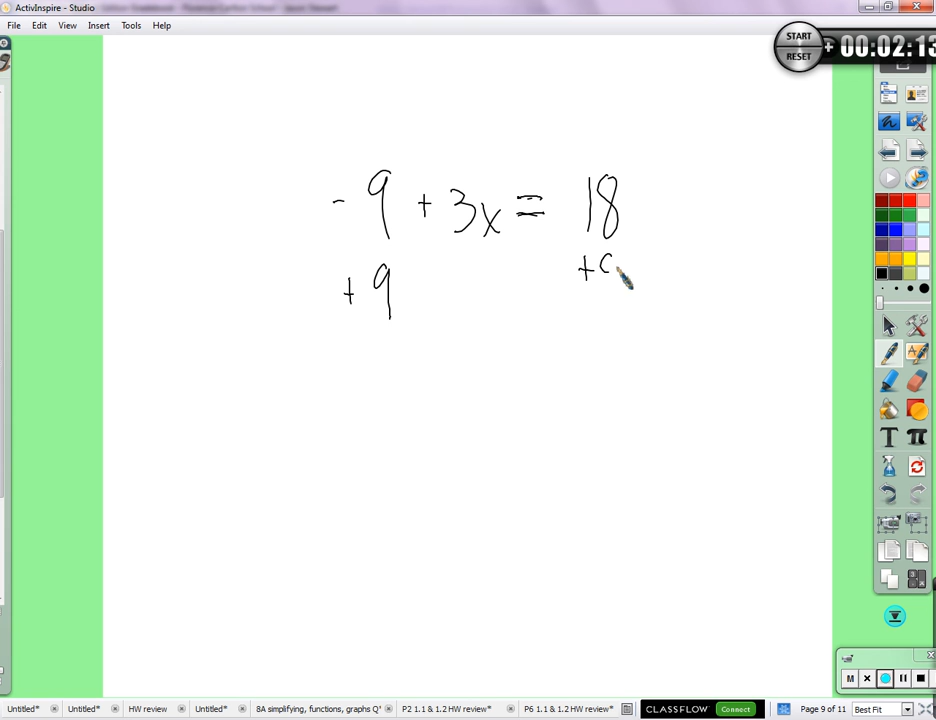 ActivInspire - Studio
File Edit View Insert Tools Help
START
RESET
+ 00:02:13
- 9 + 3x = 18
+ 9
+
M
Untitled* Untitled* HW review Untitled* 8A simplifying, functions, graphs Q* P2 1.1 & 1.2 HW review* P6 1.1 & 1.2 HW review* CLASSFLOW Connect Page 9 of 11 Best Fit